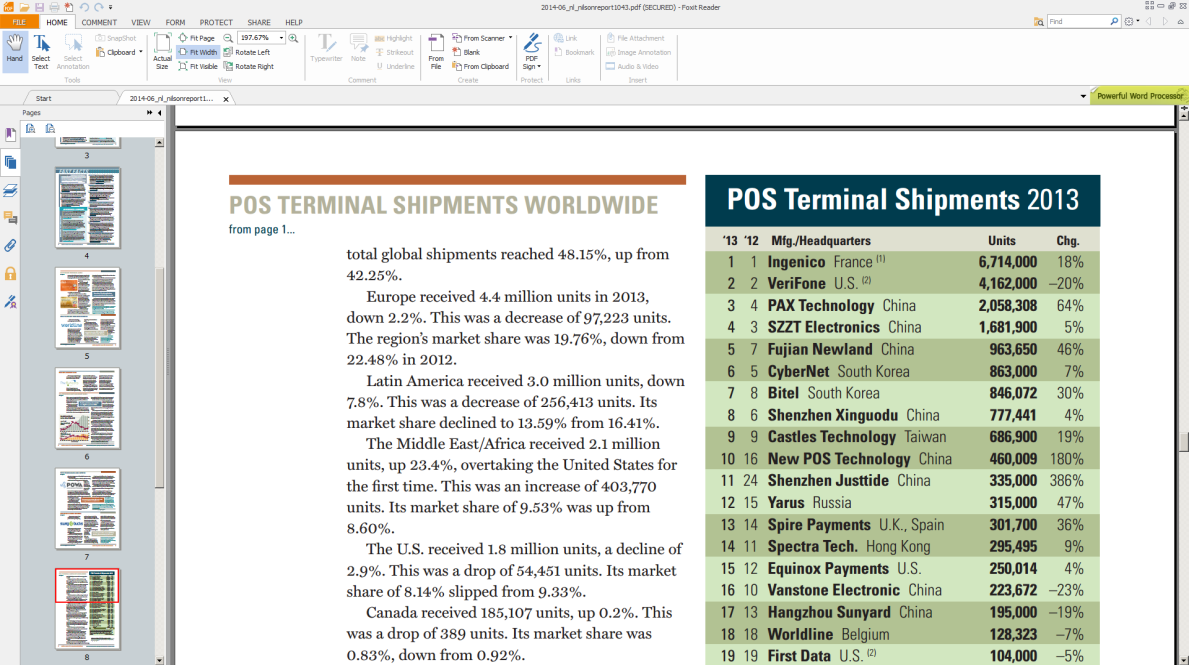 2014-06_nl_nilsonreport1043.pdf (SECURED) - Foxit Reader
FILE HOME COMMENT VIEW FORM PROTECT SHARE HELP
Find
Hand
Select Text
Select Annotation
SnapShot
Clipboard
Tools
Actual Size
Fit Page
Fit Width
Fit Visible
197.67%
Rotate Left
Rotate Right
View
Typewriter
Note
Highlight
Strikeout
Underline
Comment
From File
From Scanner
Blank
From Clipboard
Create
PDF Sign
Protect
Link
Bookmark
Links
File Attachment
Image Annotation
Audio & Video
Insert
Start
2014-06_nl_nilsonreport1...
Powerful Word Processor
Pages
3
4
5
6
7
8
POS TERMINAL SHIPMENTS WORLDWIDE
from page 1...
total global shipments reached 48.15%, up from
42.25%.
Europe received 4.4 million units in 2013,
down 2.2%. This was a decrease of 97,223 units.
The region's market share was 19.76%, down from
22.48% in 2012.
Latin America received 3.0 million units, down
7.8%. This was a decrease of 256,413 units. Its
market share declined to 13.59% from 16.41%.
The Middle East/Africa received 2.1 million
units, up 23.4%, overtaking the United States for
the first time. This was an increase of 403,770
units. Its market share of 9.53% was up from
8.60%.
The U.S. received 1.8 million units, a decline of
2.9%. This was a drop of 54,451 units. Its market
share of 8.14% slipped from 9.33%.
Canada received 185,107 units, up 0.2%. This
was a drop of 389 units. Its market share was
0.83%, down from 0.92%.
POS Terminal Shipments 2013
'13 '12 Mfg./Headquarters Units Chg.
1 1 Ingenico France (1) 6,714,000 18%
2 2 VeriFone U.S. (2) 4,162,000 –20%
3 4 PAX Technology China 2,058,308 64%
4 3 SZZT Electronics China 1,681,900 5%
5 7 Fujian Newland China 963,650 46%
6 5 CyberNet South Korea 863,000 7%
7 8 Bitel South Korea 846,072 30%
8 6 Shenzhen Xinguodu China 777,441 4%
9 9 Castles Technology Taiwan 686,900 19%
10 16 New POS Technology China 460,009 180%
11 24 Shenzhen Justtide China 335,000 386%
12 15 Yarus Russia 315,000 47%
13 14 Spire Payments U.K., Spain 301,700 36%
14 11 Spectra Tech. Hong Kong 295,495 9%
15 12 Equinox Payments U.S. 250,014 4%
16 10 Vanstone Electronic China 223,672 –23%
17 13 Hangzhou Sunyard China 195,000 –19%
18 18 Worldline Belgium 128,323 –7%
19 19 First Data U.S. (2) 104,000 –5%